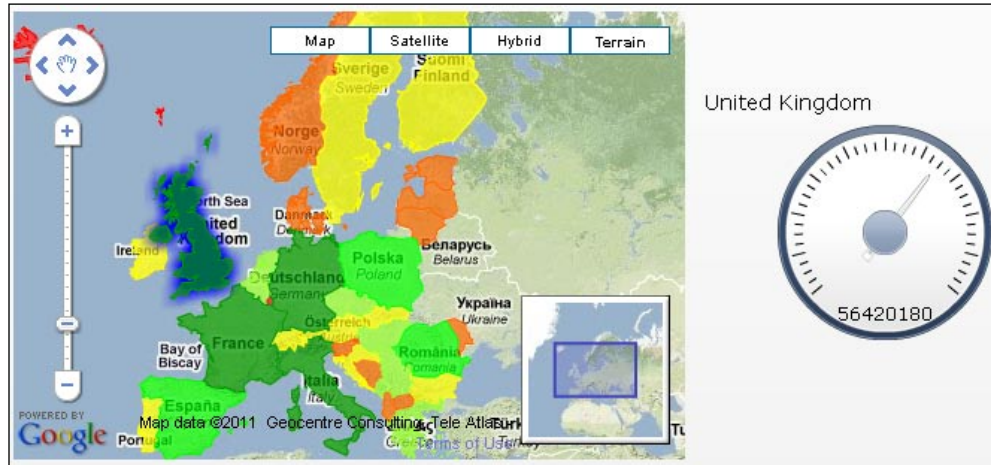 Map Satellite Hybrid Terrain
Sverige
Sweden
Suomi
Finland
United Kingdom
Norge
Norway
North Sea
Danmark
United
Kingdom
Ireland
Беларусь
Belarus
Polska
Poland
Deutschland
Germany
Україна
Ukraine
Österreich
France
Bay of
Biscay
România
Romania
56420180
Italia
Italy
España
POWERED BY
Google
Portugal
Map data ©2011 Geocentre Consulting, Tele Atlas
Terms of Use